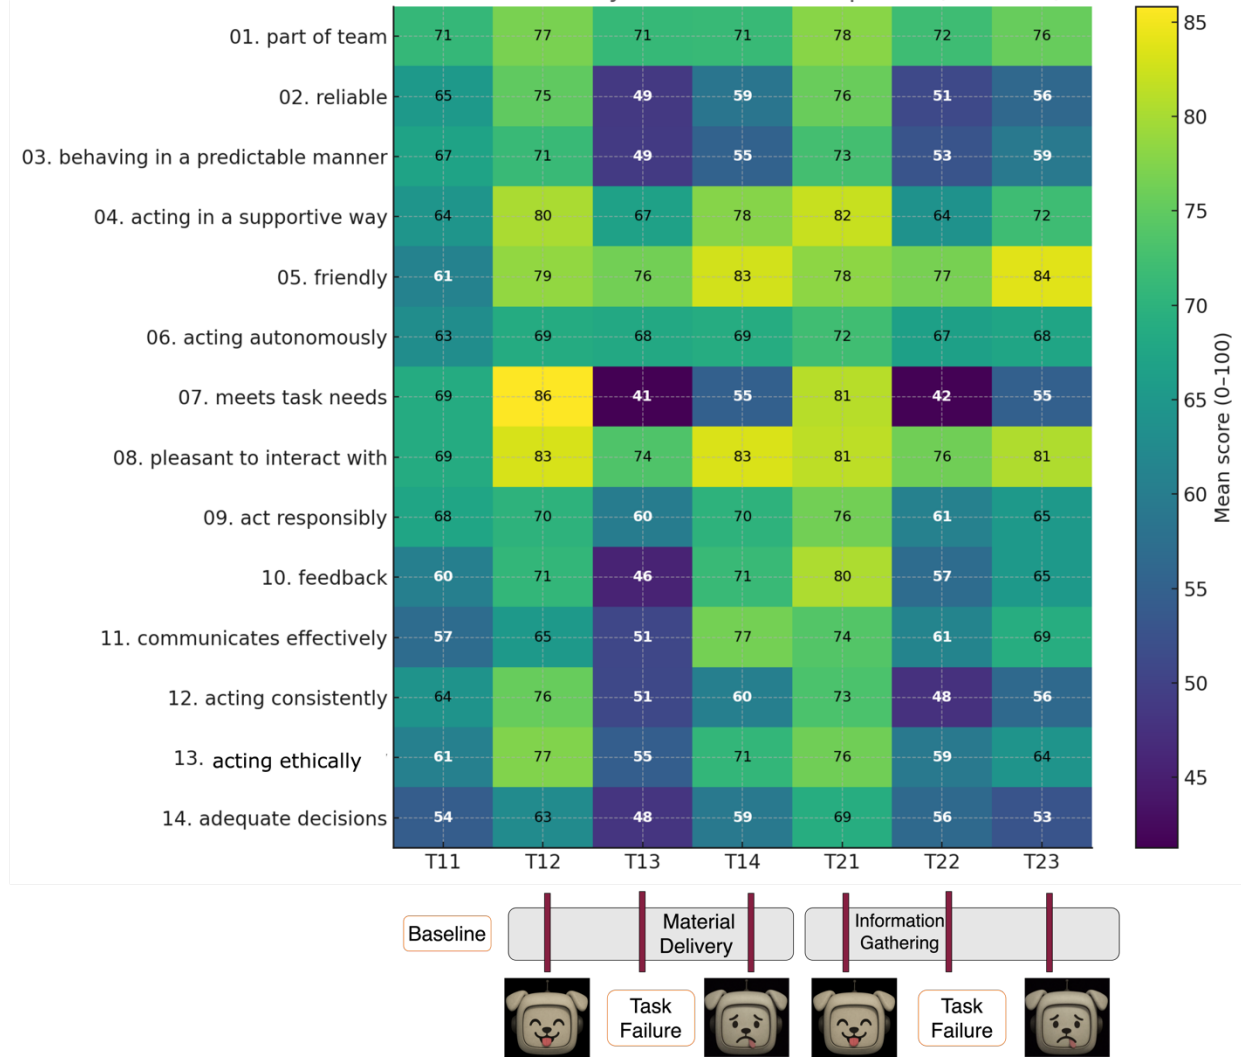 01. part of team 71 77 71 71 78 72 76
02. reliable 65 75 49 59 76 51 56
03. behaving in a predictable manner 67 71 49 55 73 53 59
04. acting in a supportive way 64 80 67 78 82 64 72
05. friendly 61 79 76 83 78 77 84
06. acting autonomously 63 69 68 69 72 67 68
07. meets task needs 69 86 41 55 81 42 55
08. pleasant to interact with 69 83 74 83 81 76 81
09. act responsibly 68 70 60 70 76 61 65
10. feedback 60 71 46 71 80 57 65
11. communicates effectively 57 65 51 77 74 61 69
12. acting consistently 64 76 51 60 73 48 56
13. acting ethically 61 77 55 71 76 59 64
14. adequate decisions 54 63 48 59 69 56 53
T11 T12 T13 T14 T21 T22 T23
85
80
75
70
65
60
55
50
45
Mean score (0–100)
Baseline
Material
Delivery
Information
Gathering
Task
Failure
Task
Failure